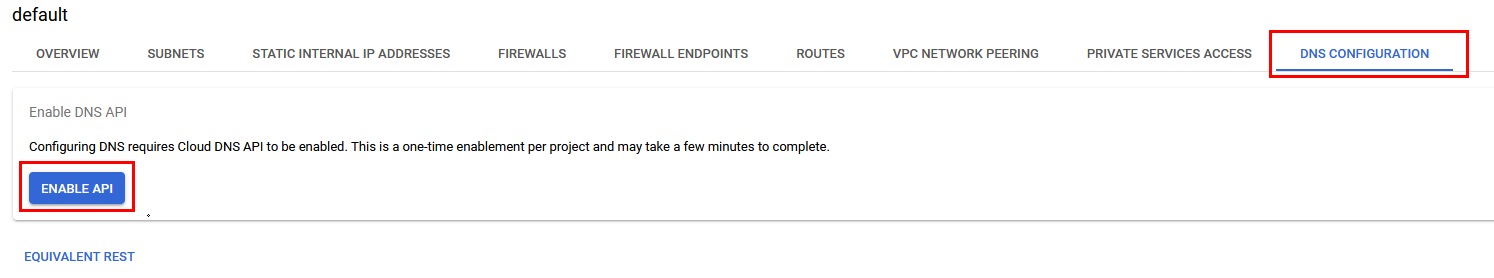 default
OVERVIEW SUBNETS STATIC INTERNAL IP ADDRESSES FIREWALLS FIREWALL ENDPOINTS ROUTES VPC NETWORK PEERING PRIVATE SERVICES ACCESS DNS CONFIGURATION
Enable DNS API
Configuring DNS requires Cloud DNS API to be enabled. This is a one-time enablement per project and may take a few minutes to complete.
ENABLE API
EQUIVALENT REST